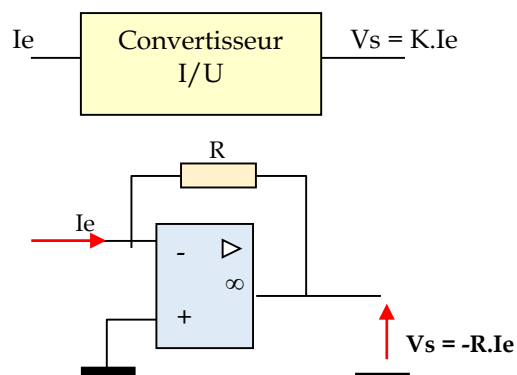 Ie
Convertisseur
I/U
Vs = K.Ie
R
Ie
-
▷
∞
+
Vs = -R.Ie